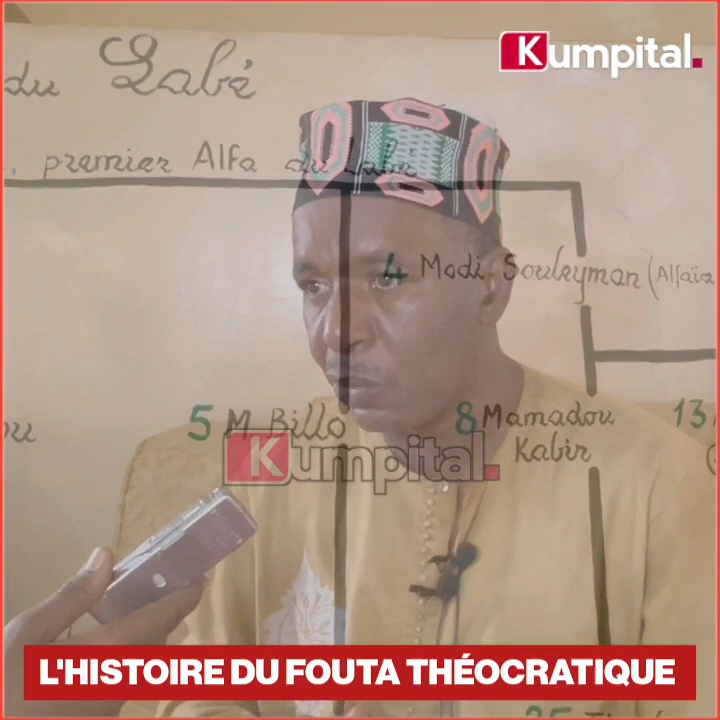 Kumpital.
du Labé
premier Alfa du Labé
4 Modi Souleyman (Alfaïa
5 M Billo
8 Mamadou
Kabir
13
Kumpital.
L'HISTOIRE DU FOUTA THÉOCRATIQUE